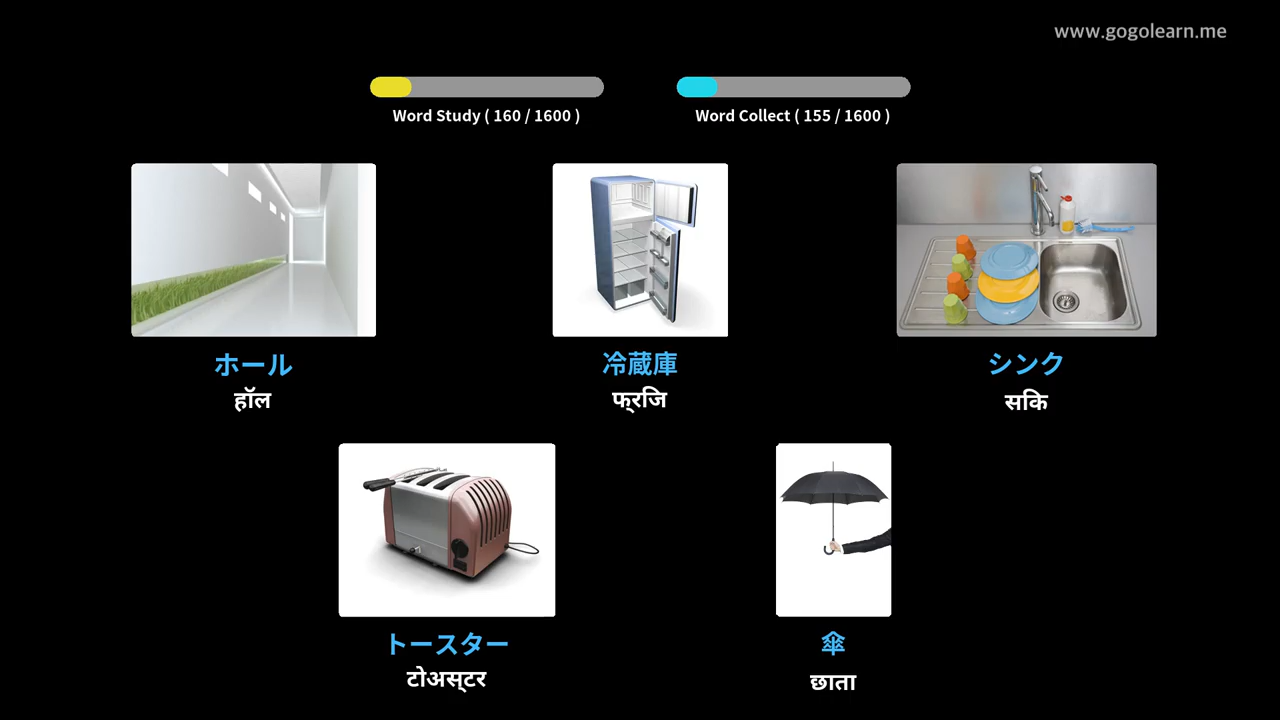 www.gogolearn.me
Word Study ( 160 / 1600 )
Word Collect ( 155 / 1600 )
ホール
हॉल
冷蔵庫
फ्‌रजि
シンク
सकि
トースター
टोअस्‌टर
傘
छाता